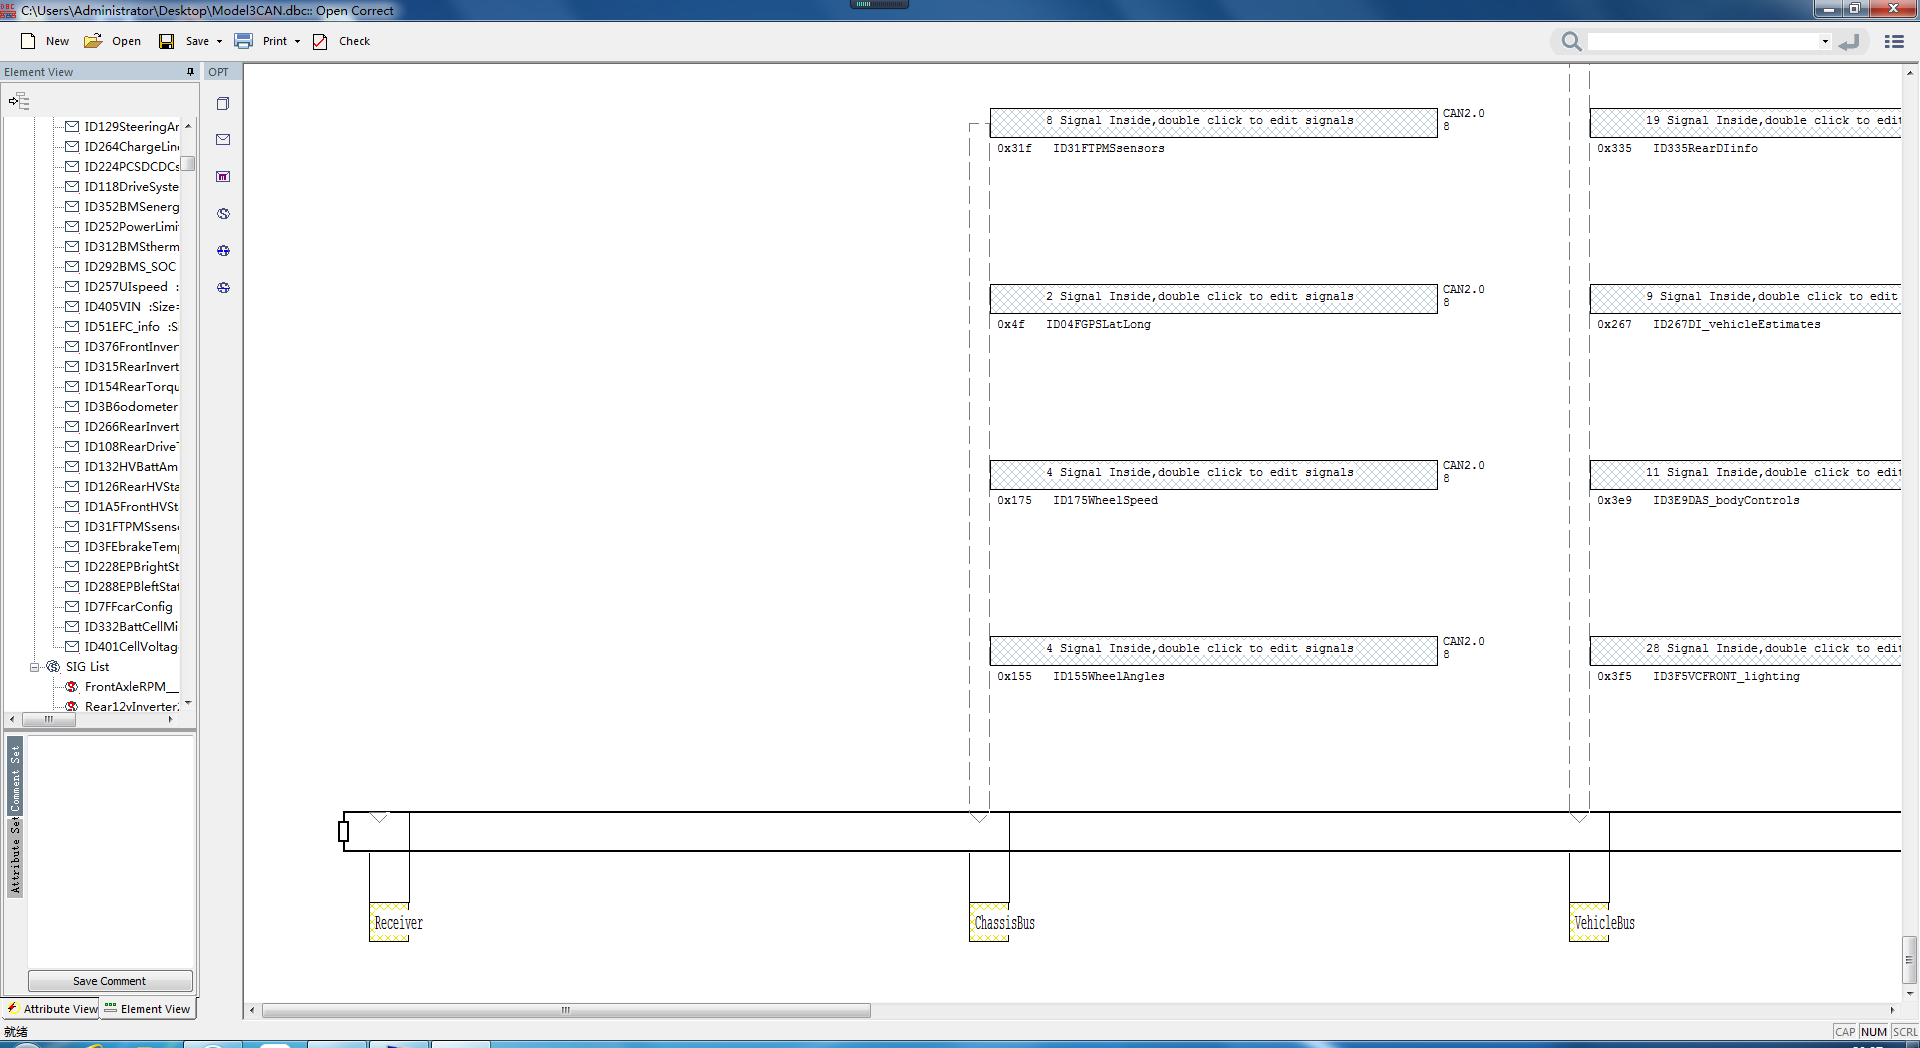 C:\Users\Administrator\Desktop\Model3CAN.dbc:: Open Correct
New Open Save Print Check
Element View
OPT
ID129SteeringAr
ID264ChargeLin
ID224PCSDCDCs
ID118DriveSyste
ID352BMSenerg
ID252PowerLimi
ID312BMStherm
ID292BMS_SOC
ID257UIspeed :
ID405VIN :Size=
ID51EFC_info :S
ID376FrontInver
ID315RearInvert
ID154RearTorqu
ID3B6odometer
ID266RearInvert
ID108RearDriveT
ID132HVBattAm
ID126RearHVSta
ID1A5FrontHVSt
ID31FTPMSsens
ID3FEbrakeTem
ID228EPBrightSt
ID288EPBleftStat
ID7FFcarConfig
ID332BattCellMi
ID401CellVoltag
SIG List
FrontAxleRPM__
Rear12vInverter
Comment Set
Attribute Set
Save Comment
Attribute View Element View
就绪
8 Signal Inside,double click to edit signals
CAN2.0
8
0x31f ID31FTPMSsensors
2 Signal Inside,double click to edit signals
CAN2.0
8
0x4f ID04FGPSLatLong
4 Signal Inside,double click to edit signals
CAN2.0
8
0x175 ID175WheelSpeed
4 Signal Inside,double click to edit signals
CAN2.0
8
0x155 ID155WheelAngles
19 Signal Inside,double click to edit
0x335 ID335RearDIinfo
9 Signal Inside,double click to edit
0x267 ID267DI_vehicleEstimates
11 Signal Inside,double click to edit
0x3e9 ID3E9DAS_bodyControls
28 Signal Inside,double click to edit
0x3f5 ID3F5VCFRONT_lighting
Receiver
ChassisBus
VehicleBus
CAP NUM SCRL